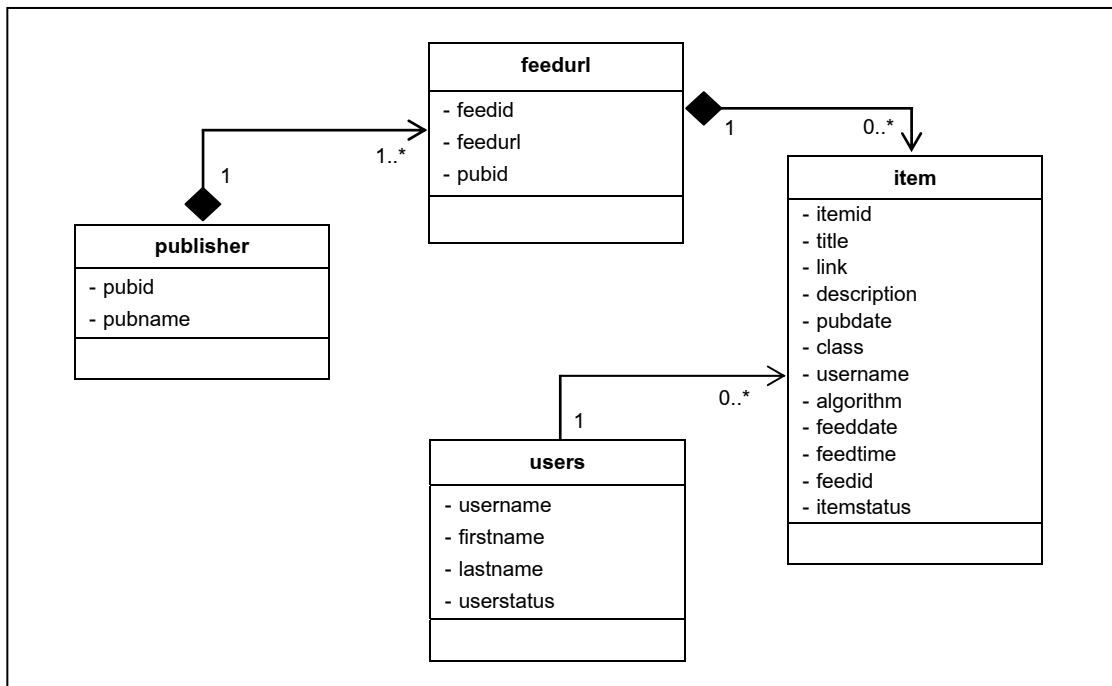 feedurl
- feedid
- feedurl
- pubid
1
1..*
1
0..*
publisher
- pubid
- pubname
item
- itemid
- title
- link
- description
- pubdate
- class
- username
- algorithm
- feeddate
- feedtime
- feedid
- itemstatus
1
0..*
users
- username
- firstname
- lastname
- userstatus